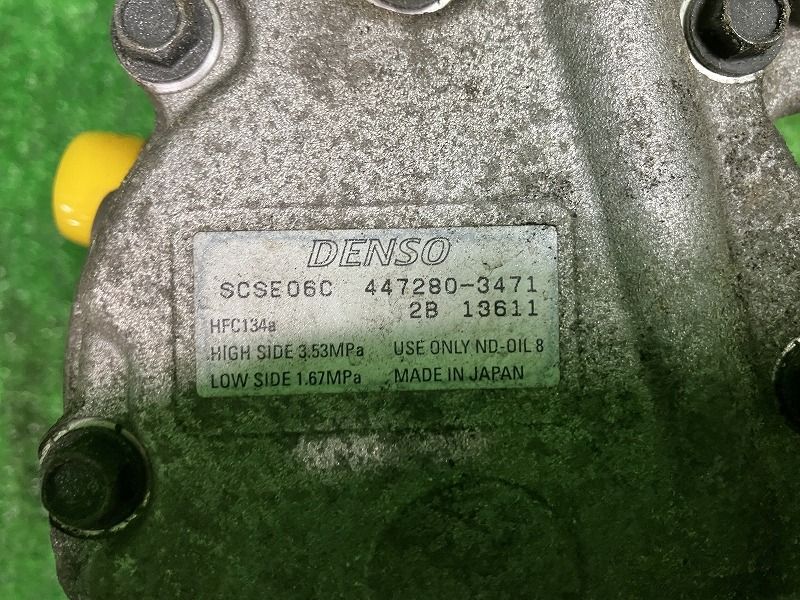 DENSO
SCSE06C 447280-3471
2B 13611
HFC134a
HIGH SIDE 3.53MPa USE ONLY ND-OIL 8
LOW SIDE 1.67MPa MADE IN JAPAN